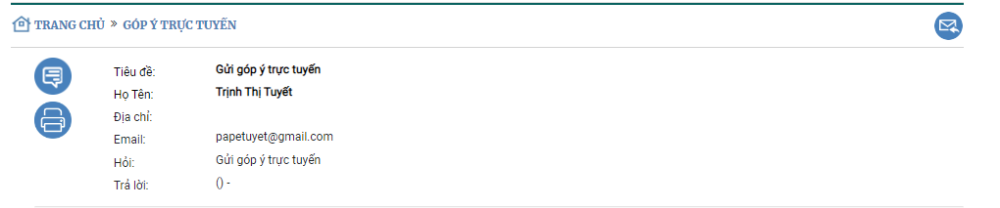 TRANG CHỦ » GÓP Ý TRỰC TUYẾN
Tiêu đề: Gửi góp ý trực tuyến
Họ Tên: Trịnh Thị Tuyết
Địa chỉ:
Email: papetuyet@gmail.com
Hỏi: Gửi góp ý trực tuyến
Trả lời: () -